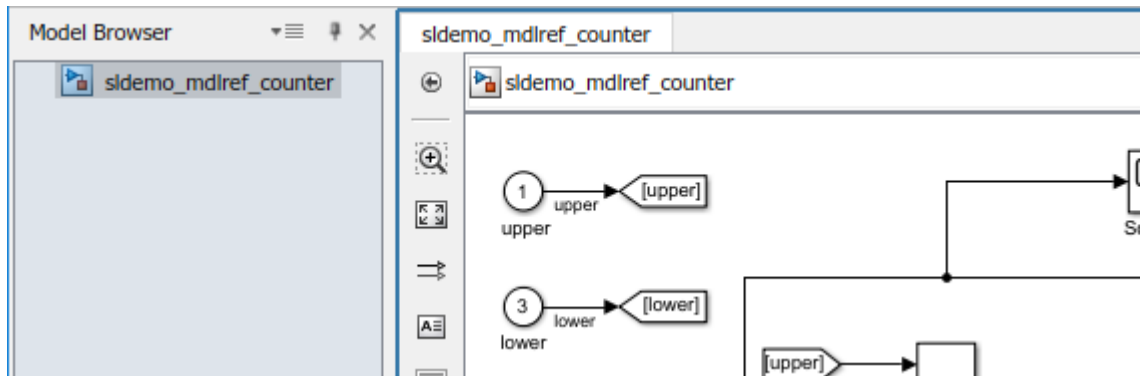 Model Browser
sldemo_mdlref_counter
sldemo_mdlref_counter
sldemo_mdlref_counter
1
upper
[upper]
upper
3
lower
[lower]
lower
[upper]
A